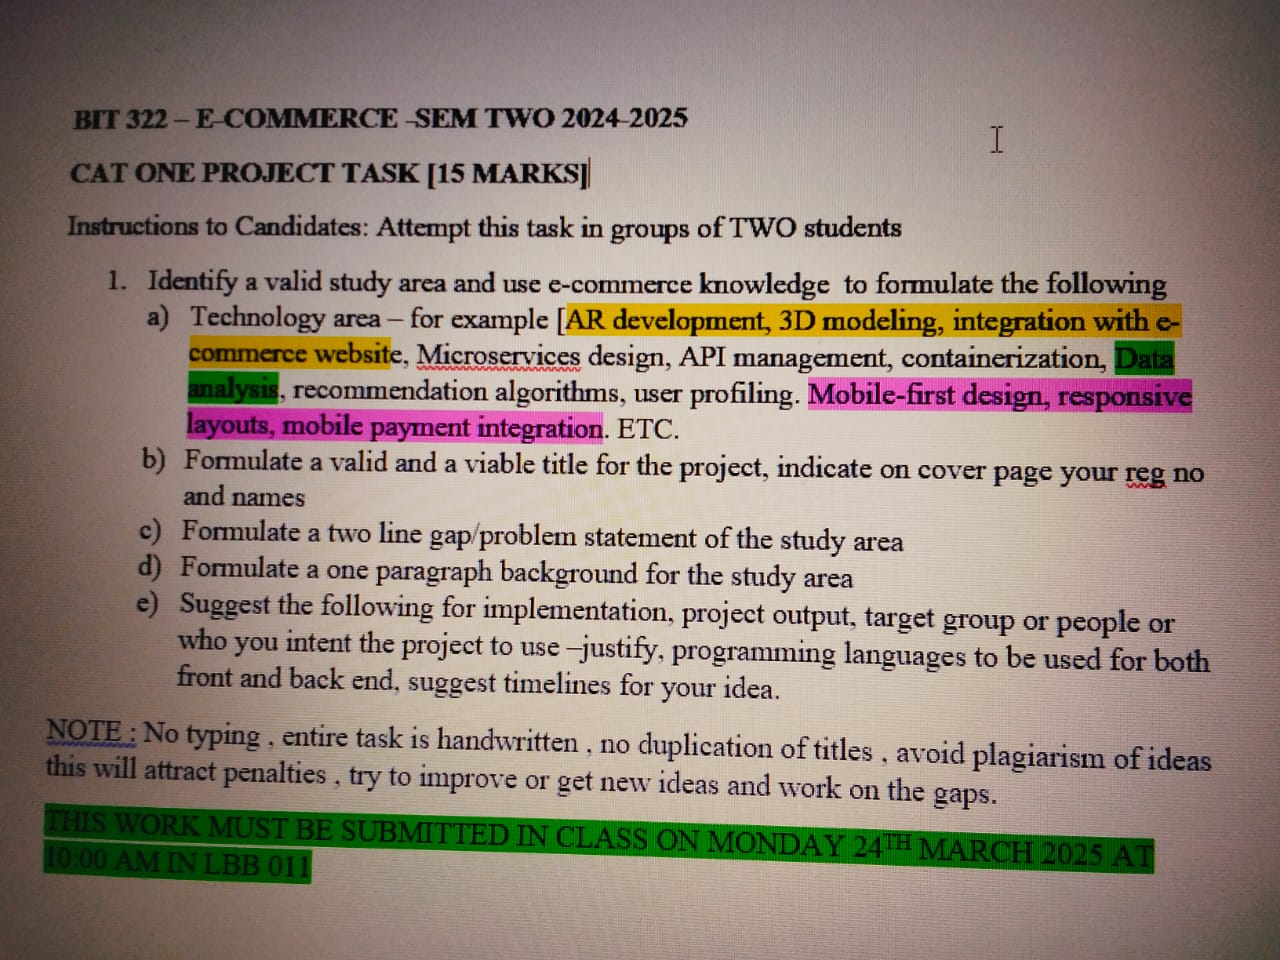 BIT 322 – E-COMMERCE –SEM TWO 2024-2025
CAT ONE PROJECT TASK [15 MARKS]
Instructions to Candidates: Attempt this task in groups of TWO students
1. Identify a valid study area and use e-commerce knowledge to formulate the following
a) Technology area – for example [AR development, 3D modeling, integration with e-
commerce website, Microservices design, API management, containerization, Data
analysis, recommendation algorithms, user profiling. Mobile-first design, responsive
layouts, mobile payment integration. ETC.
b) Formulate a valid and a viable title for the project, indicate on cover page your reg no
and names
c) Formulate a two line gap/problem statement of the study area
d) Formulate a one paragraph background for the study area
e) Suggest the following for implementation, project output, target group or people or
who you intent the project to use –justify, programming languages to be used for both
front and back end, suggest timelines for your idea.
NOTE : No typing , entire task is handwritten , no duplication of titles , avoid plagiarism of ideas
this will attract penalties , try to improve or get new ideas and work on the gaps.
THIS WORK MUST BE SUBMITTED IN CLASS ON MONDAY 24TH MARCH 2025 AT
10:00 AM IN LBB 011